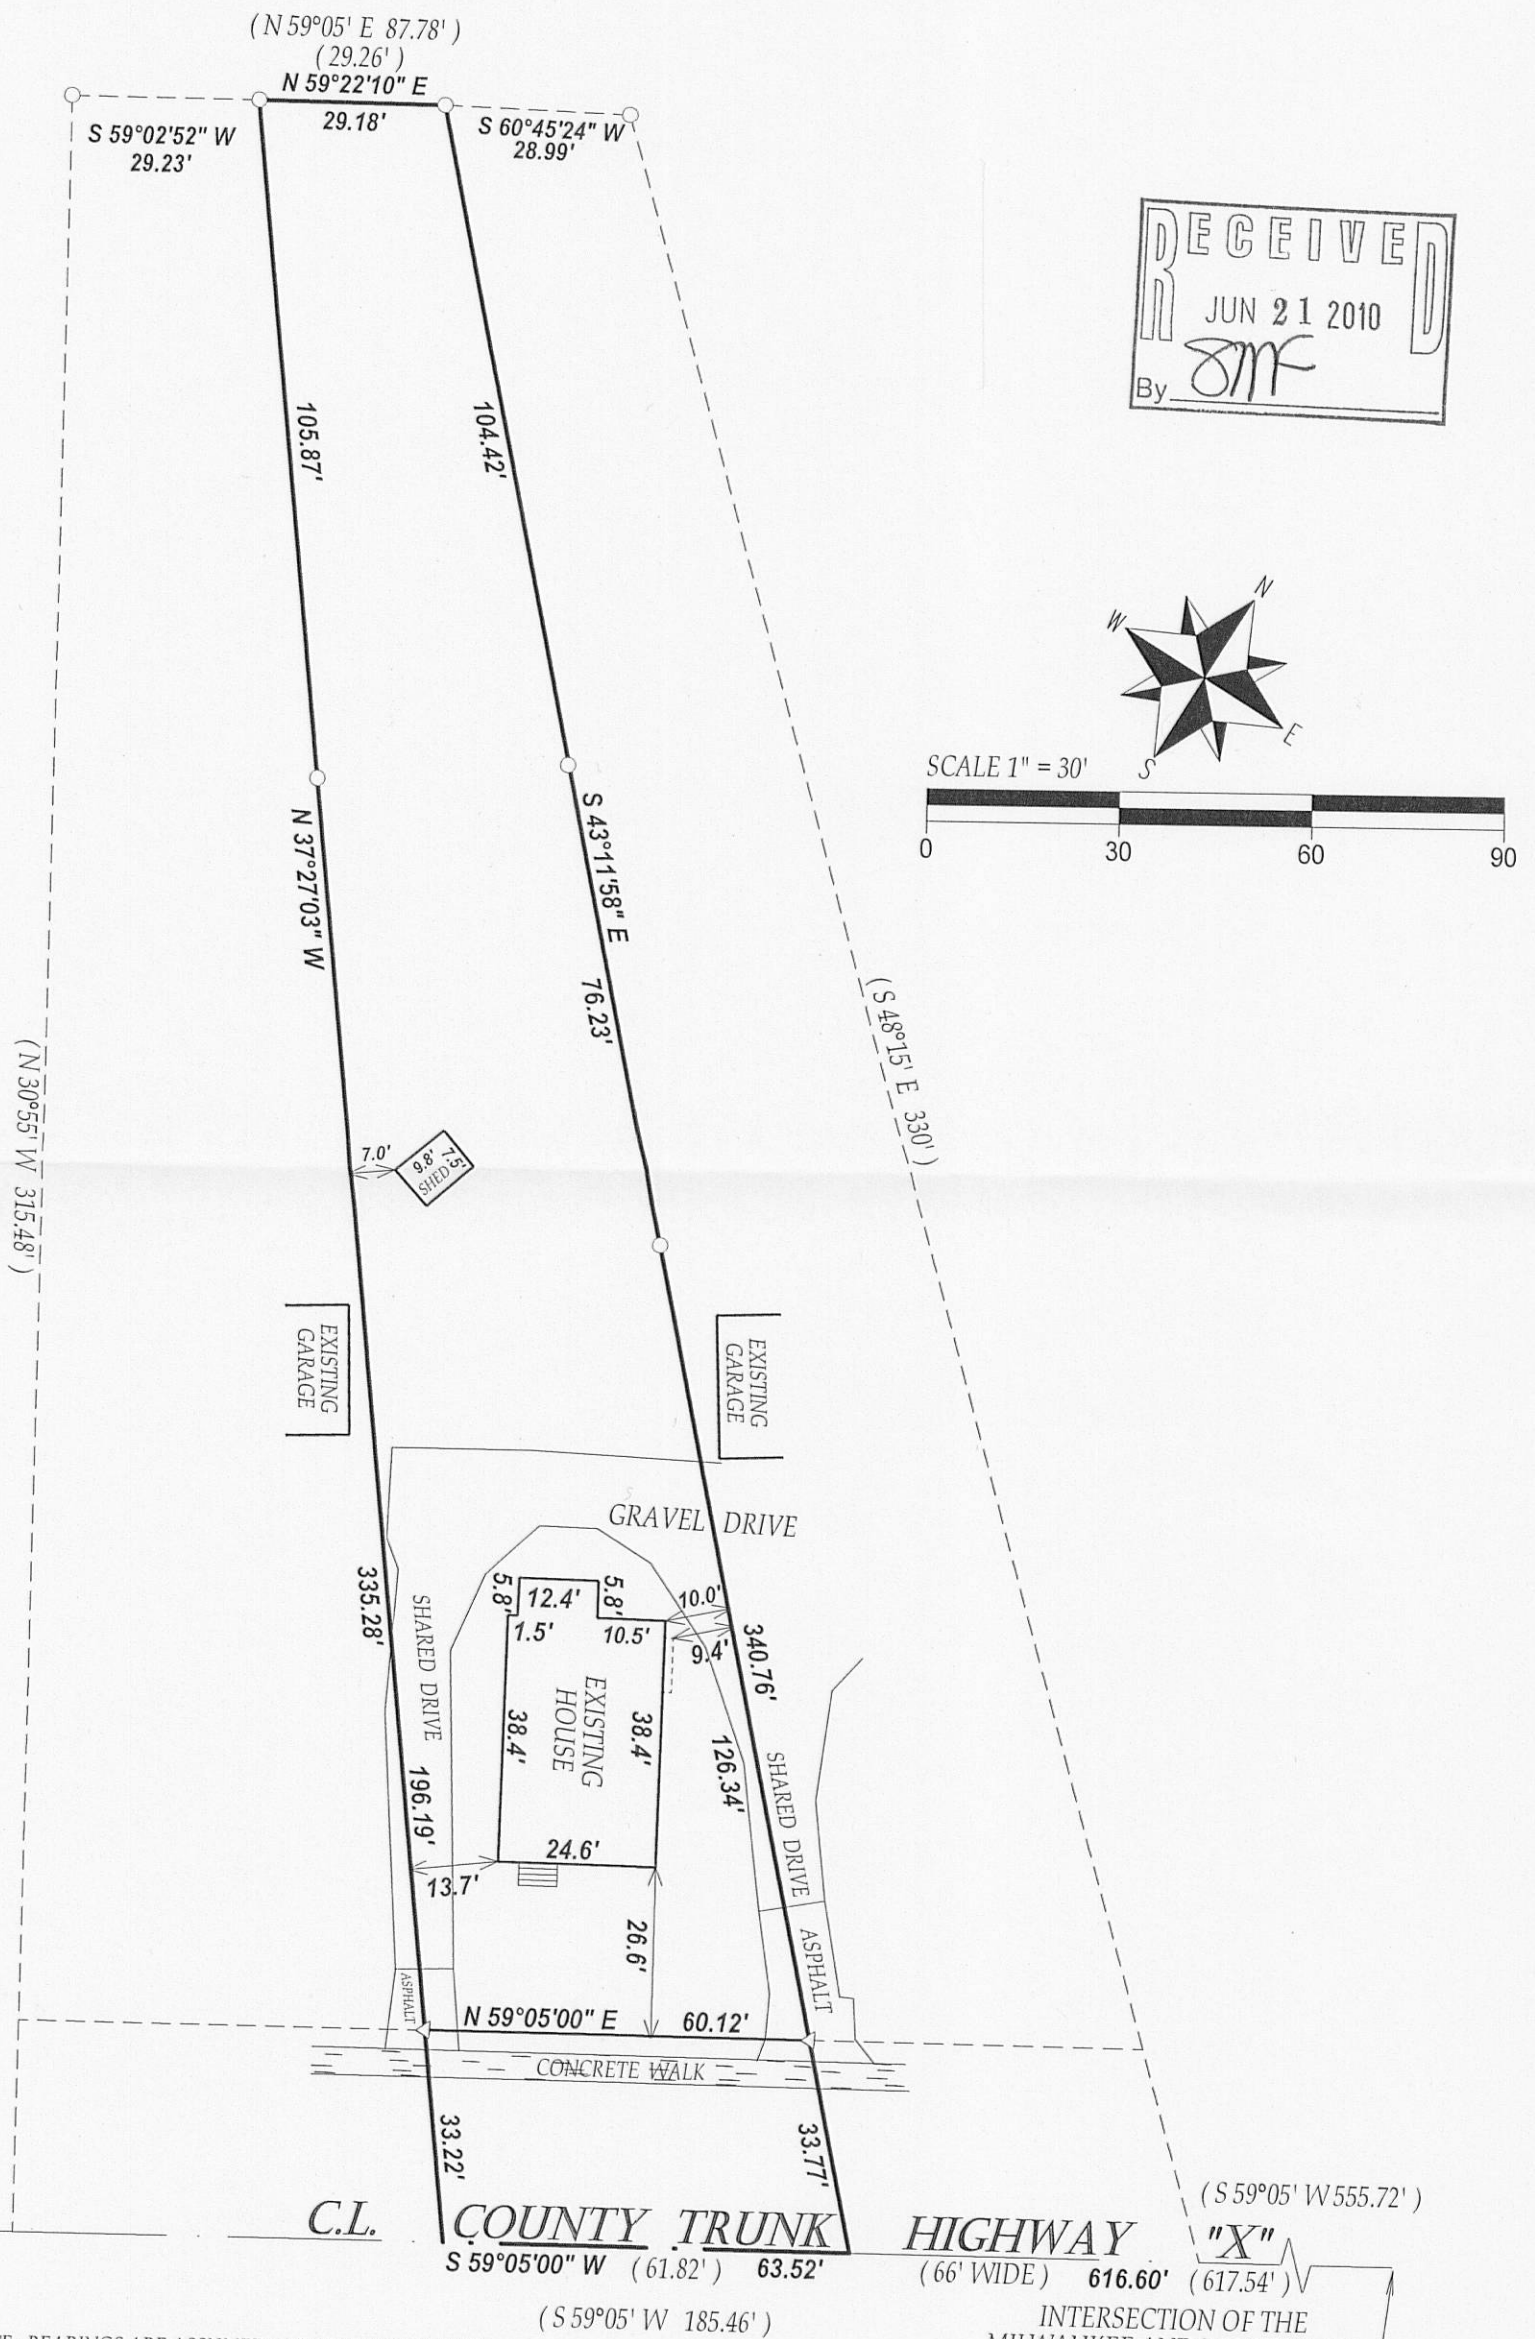 ( N 59°05' E 87.78' )
( 29.26' )
N 59°22'10" E
29.18'
S 59°02'52" W
29.23'
S 60°45'24" W
28.99'
RECEIVED
JUN 21 2010
By SMF
105.87'
104.42'
N
W
E
S
SCALE 1" = 30'
0 30 60 90
N 37°27'03" W
S 43°11'58" E
76.23'
( S 48°15' E 330' )
( N 30°55' W 315.48' )
7.0'
9.8' 7.5'
SHED
EXISTING
GARAGE
EXISTING
GARAGE
GRAVEL DRIVE
335.28'
SHARED DRIVE
196.19'
5.8' 12.4' 5.8'
1.5' 10.5'
10.0'
9.4'
340.76'
EXISTING
HOUSE
38.4'
38.4'
126.34'
SHARED DRIVE
24.6'
13.7'
26.6'
ASPHALT
ASPHALT
N 59°05'00" E 60.12'
CONCRETE WALK
33.22'
33.77'
( S 59°05' W 555.72' )
C.L. COUNTY TRUNK HIGHWAY "X"
S 59°05'00" W ( 61.82' ) 63.52' ( 66' WIDE ) 616.60' ( 617.54' )
( S 59°05' W 185.46' )
INTERSECTION OF THE